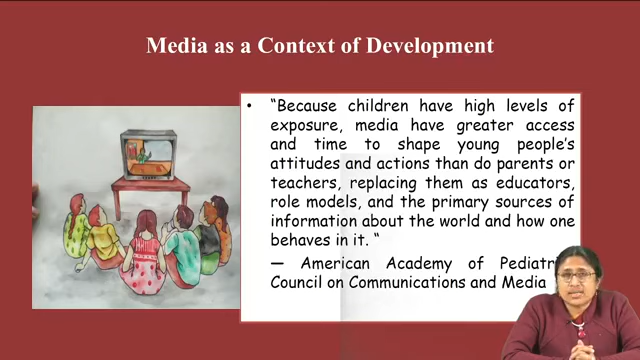 Media as a Context of Development
• "Because children have high levels of
exposure, media have greater access
and time to shape young people's
attitudes and actions than do parents or
teachers, replacing them as educators,
role models, and the primary sources of
information about the world and how one
behaves in it. "
— American Academy of Pediatri
Council on Communications and Media